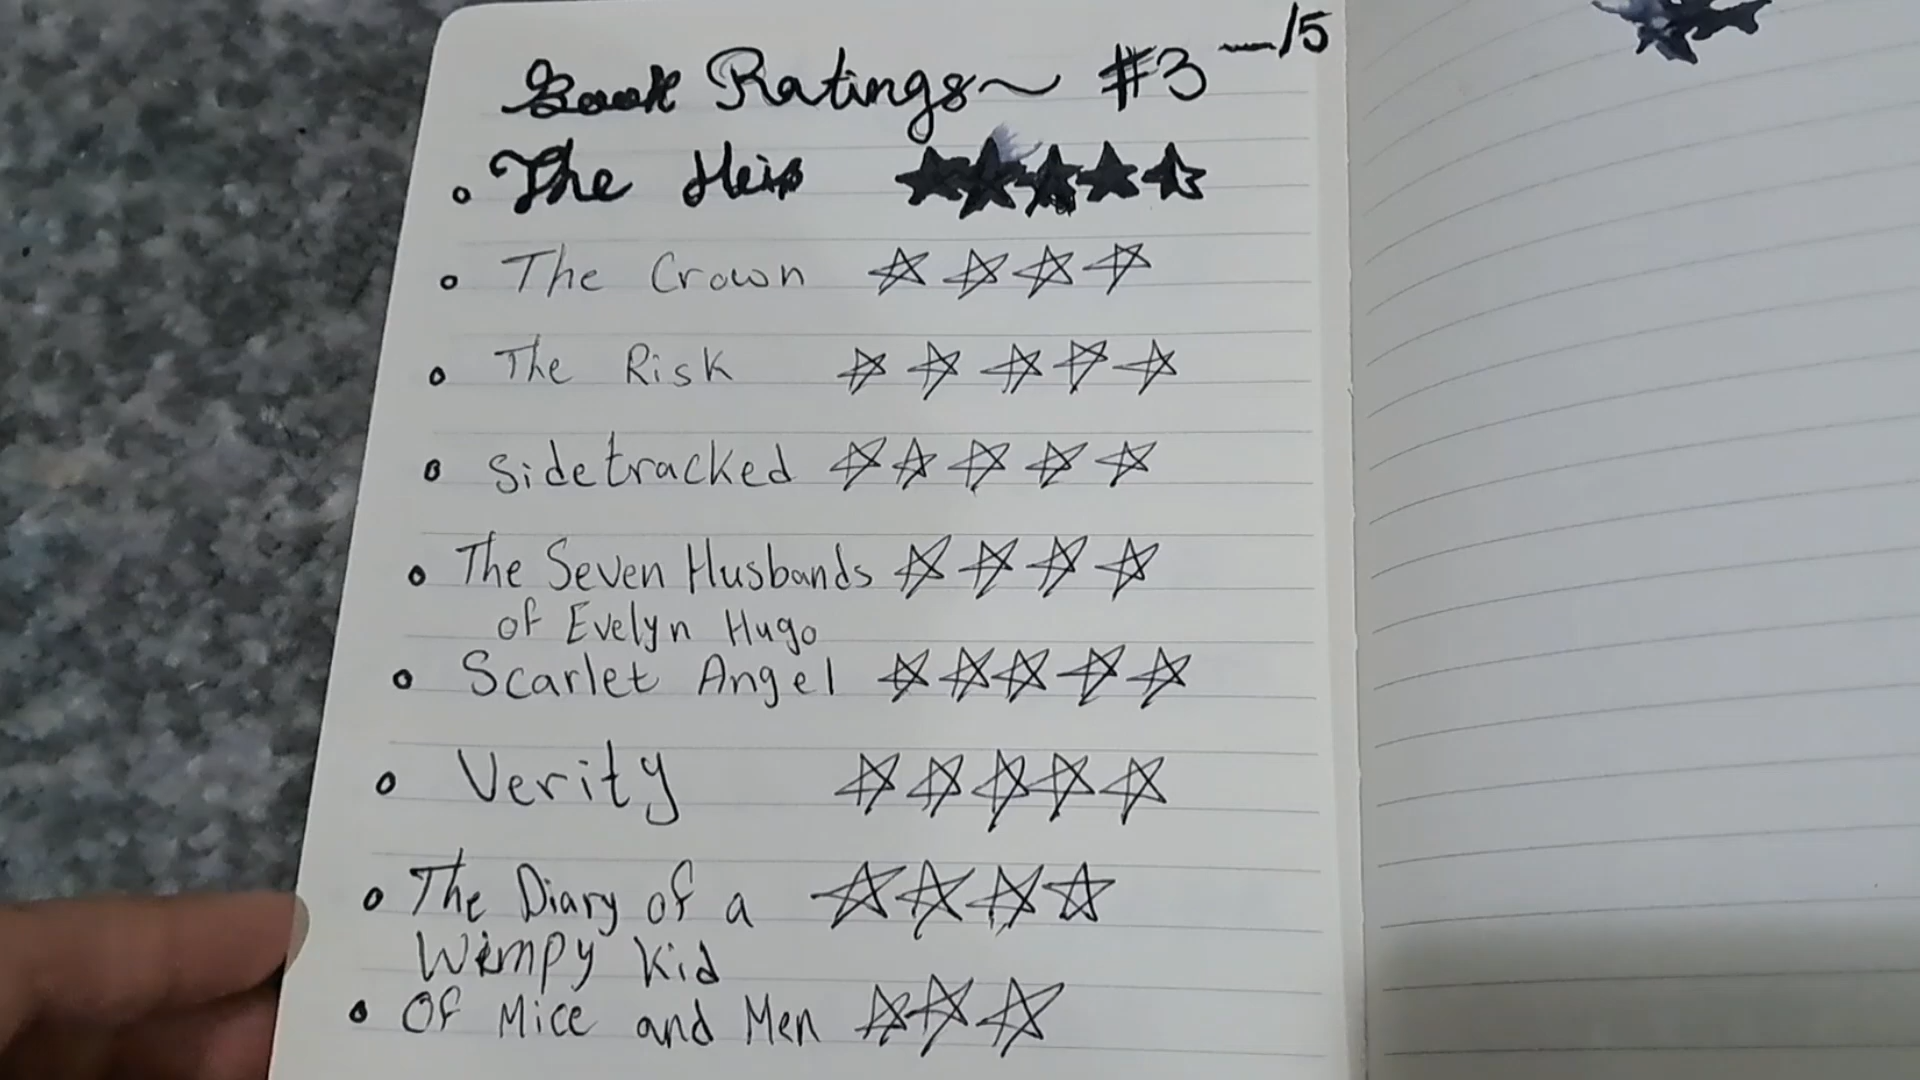 Book Ratings~ #3 —/5
The Heir ★★★★⯪
The Crown ☆☆☆☆
The Risk ☆☆☆☆☆
Sidetracked ☆☆☆☆☆
The Seven Husbands ☆☆☆☆
of Evelyn Hugo
Scarlet Angel ☆☆☆☆☆
Verity ☆☆☆☆☆
The Diary of a ☆☆☆☆
Wimpy Kid
Of Mice and Men ☆☆☆